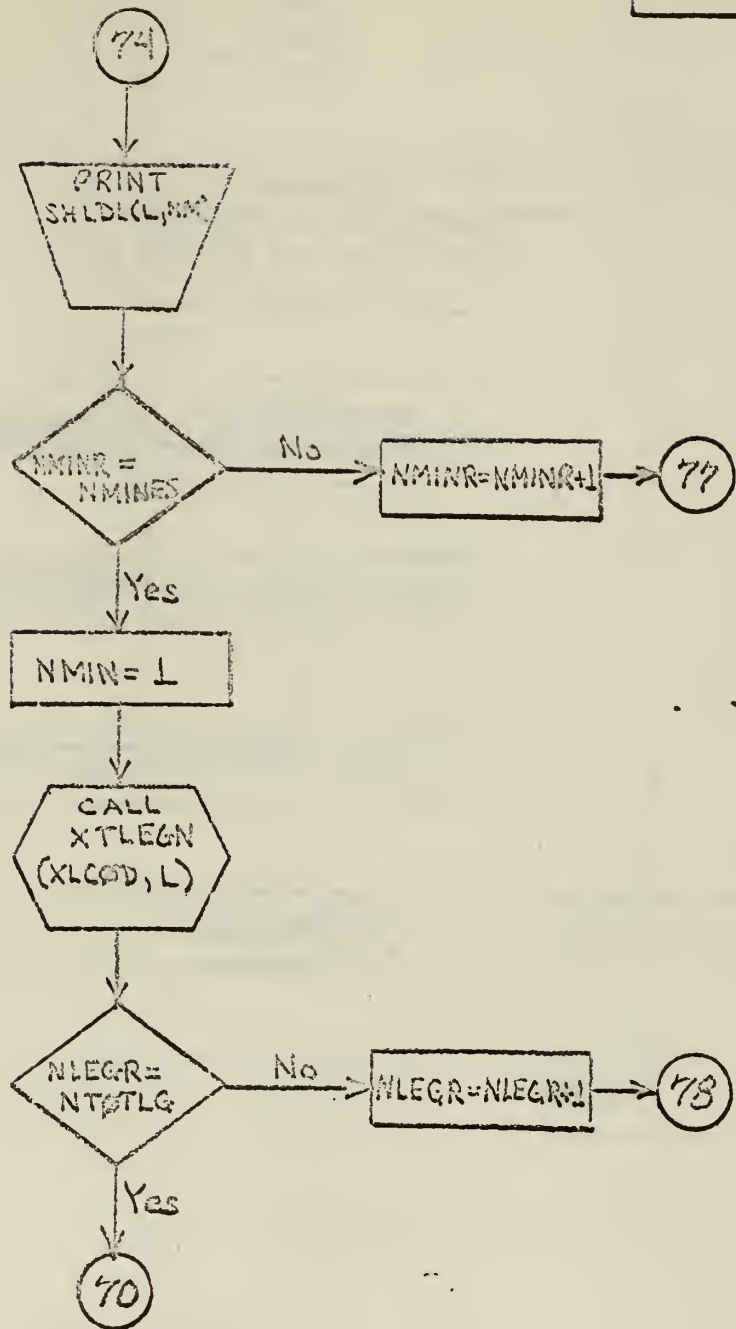 74
PRINT
SHLDL(L,NM)
NMINR =
NMINES
No
NMINR=NMINR+1
77
Yes
NMIN= 1
CALL
XTLEGN
(XLCØD, L)
NLEGR=
NTØTLG
No
NLEGR=NLEGR+1
78
Yes
70